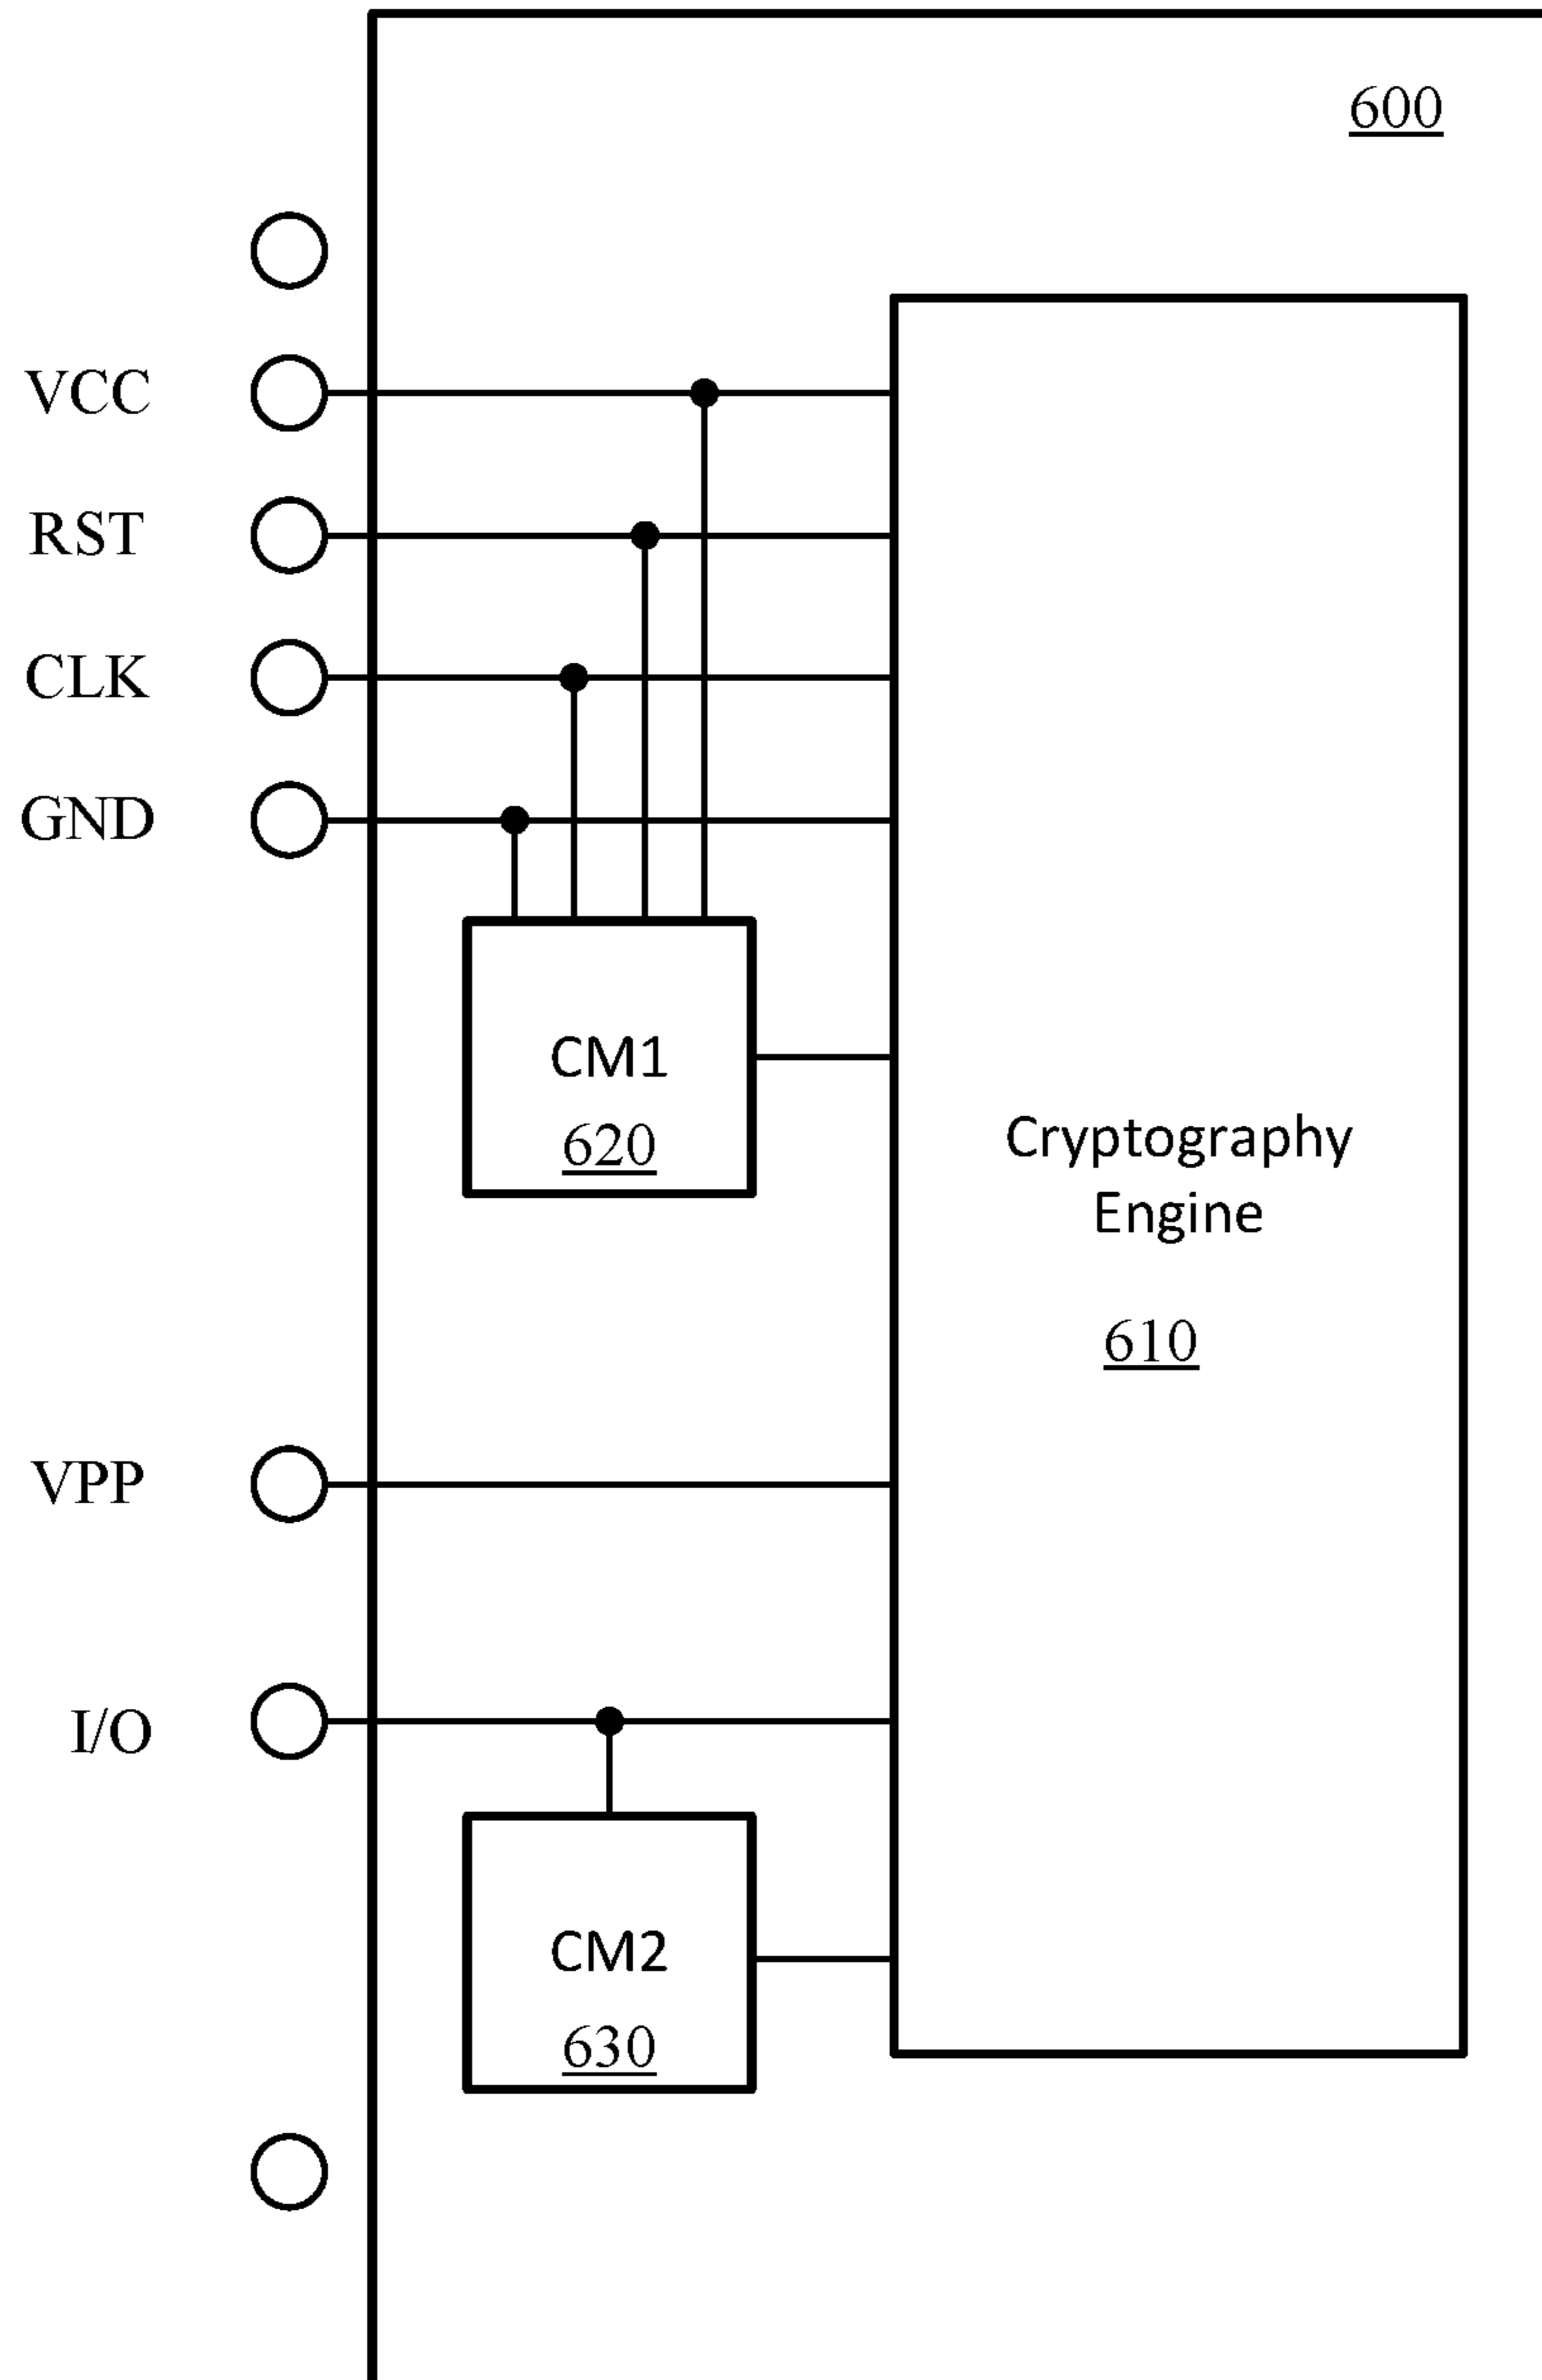 600
VCC
RST
CLK
GND
CM1
620
Cryptography
Engine
610
VPP
I/O
CM2
630